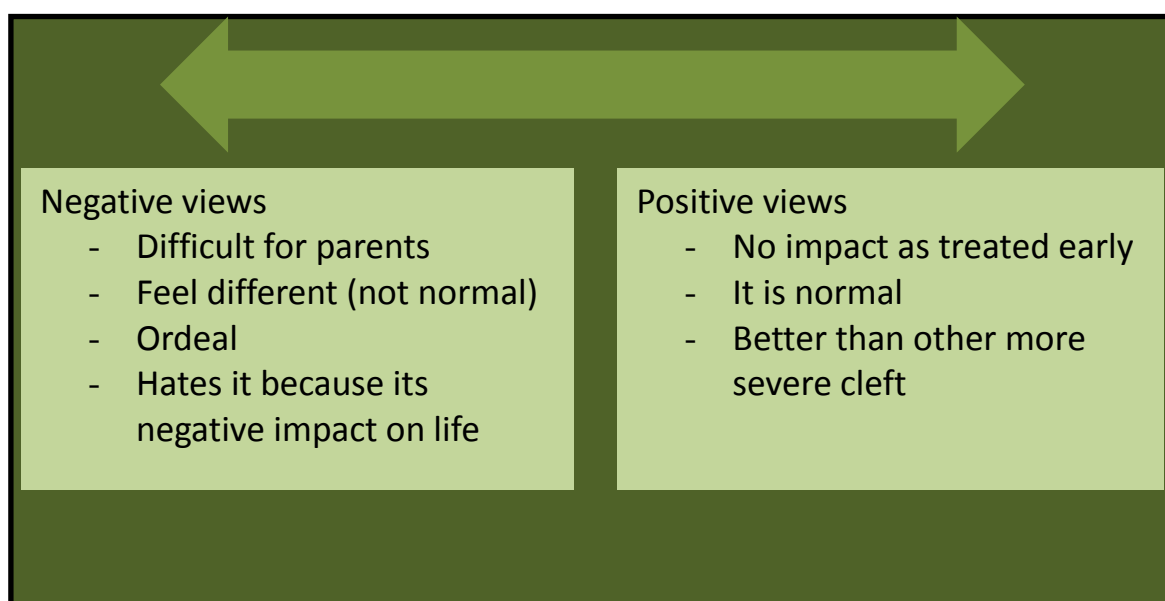 Negative views
- Difficult for parents
- Feel different (not normal)
- Ordeal
- Hates it because its
negative impact on life
Positive views
- No impact as treated early
- It is normal
- Better than other more
severe cleft